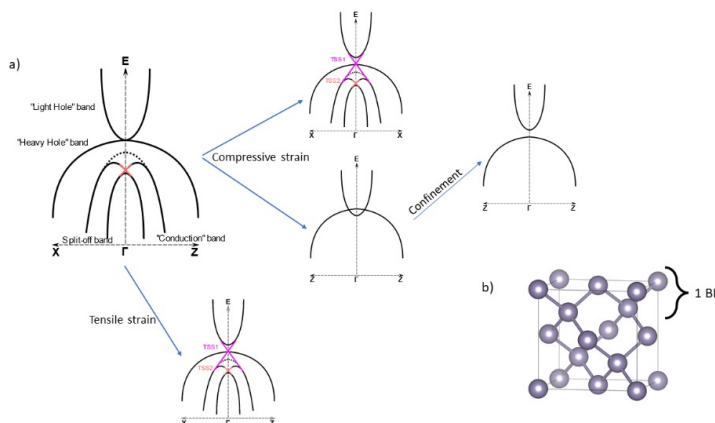 a)
E
"Light Hole" band
"Heavy Hole" band
Split-off band
"Conduction" band
X
Γ
Z
E
TSS1
TSS2
X
Γ
X
Compressive strain
E
Z
Γ
Z
Confinement
E
Z
Γ
Z
Tensile strain
E
TSS1
TSS2
X
Γ
Z
b)
1 Bl